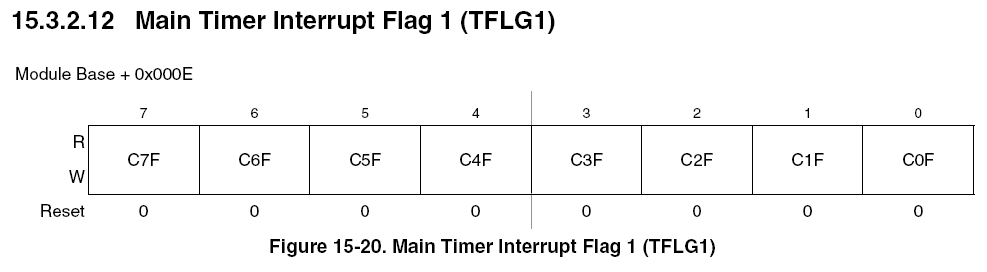 15.3.2.12 Main Timer Interrupt Flag 1 (TFLG1)
Module Base + 0x000E
7 6 5 4 3 2 1 0
R
C7F C6F C5F C4F C3F C2F C1F C0F
W
Reset 0 0 0 0 0 0 0 0
Figure 15-20. Main Timer Interrupt Flag 1 (TFLG1)